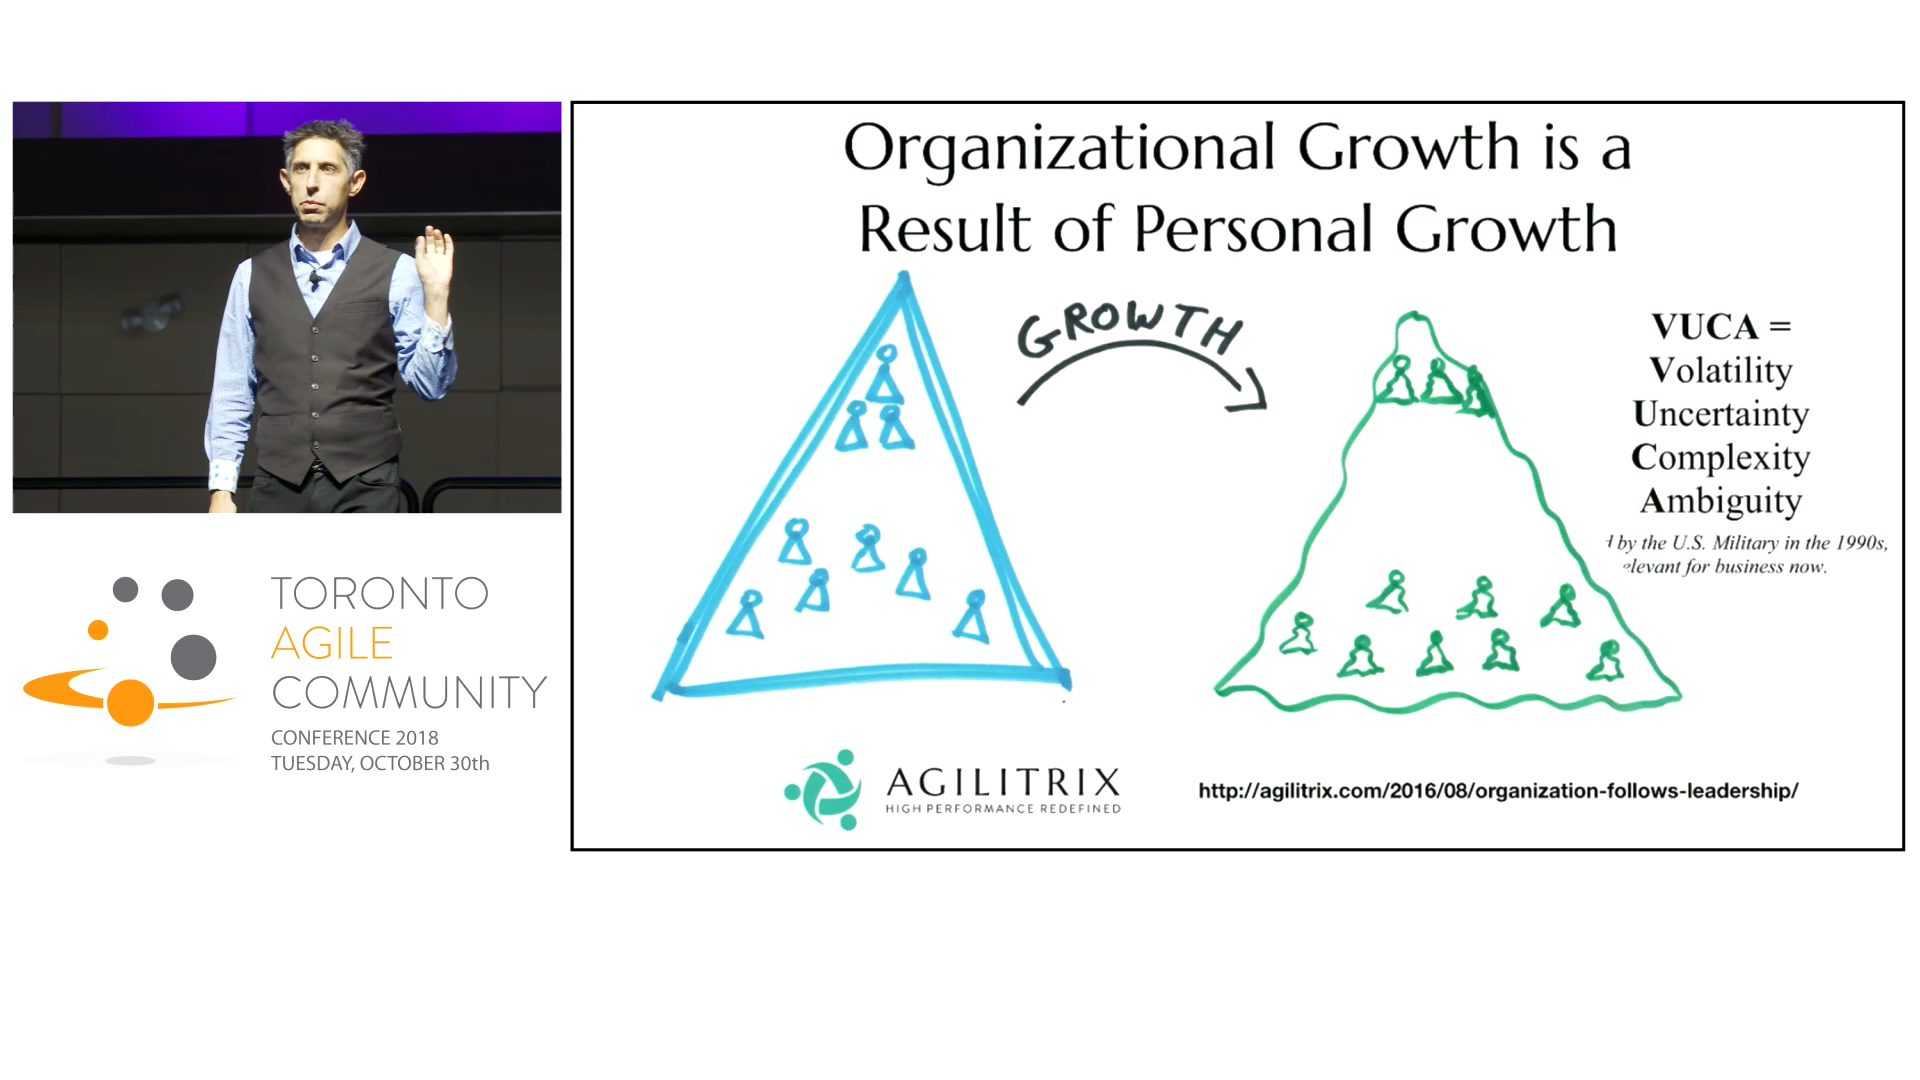 Organizational Growth is a
Result of Personal Growth
GROWTH
VUCA =
Volatility
Uncertainty
Complexity
Ambiguity
by the U.S. Military in the 1990s,
elevant for business now.
AGILITRIX
HIGH PERFORMANCE REDEFINED
http://agilitrix.com/2016/08/organization-follows-leadership/
TORONTO
AGILE
COMMUNITY
CONFERENCE 2018
TUESDAY, OCTOBER 30th